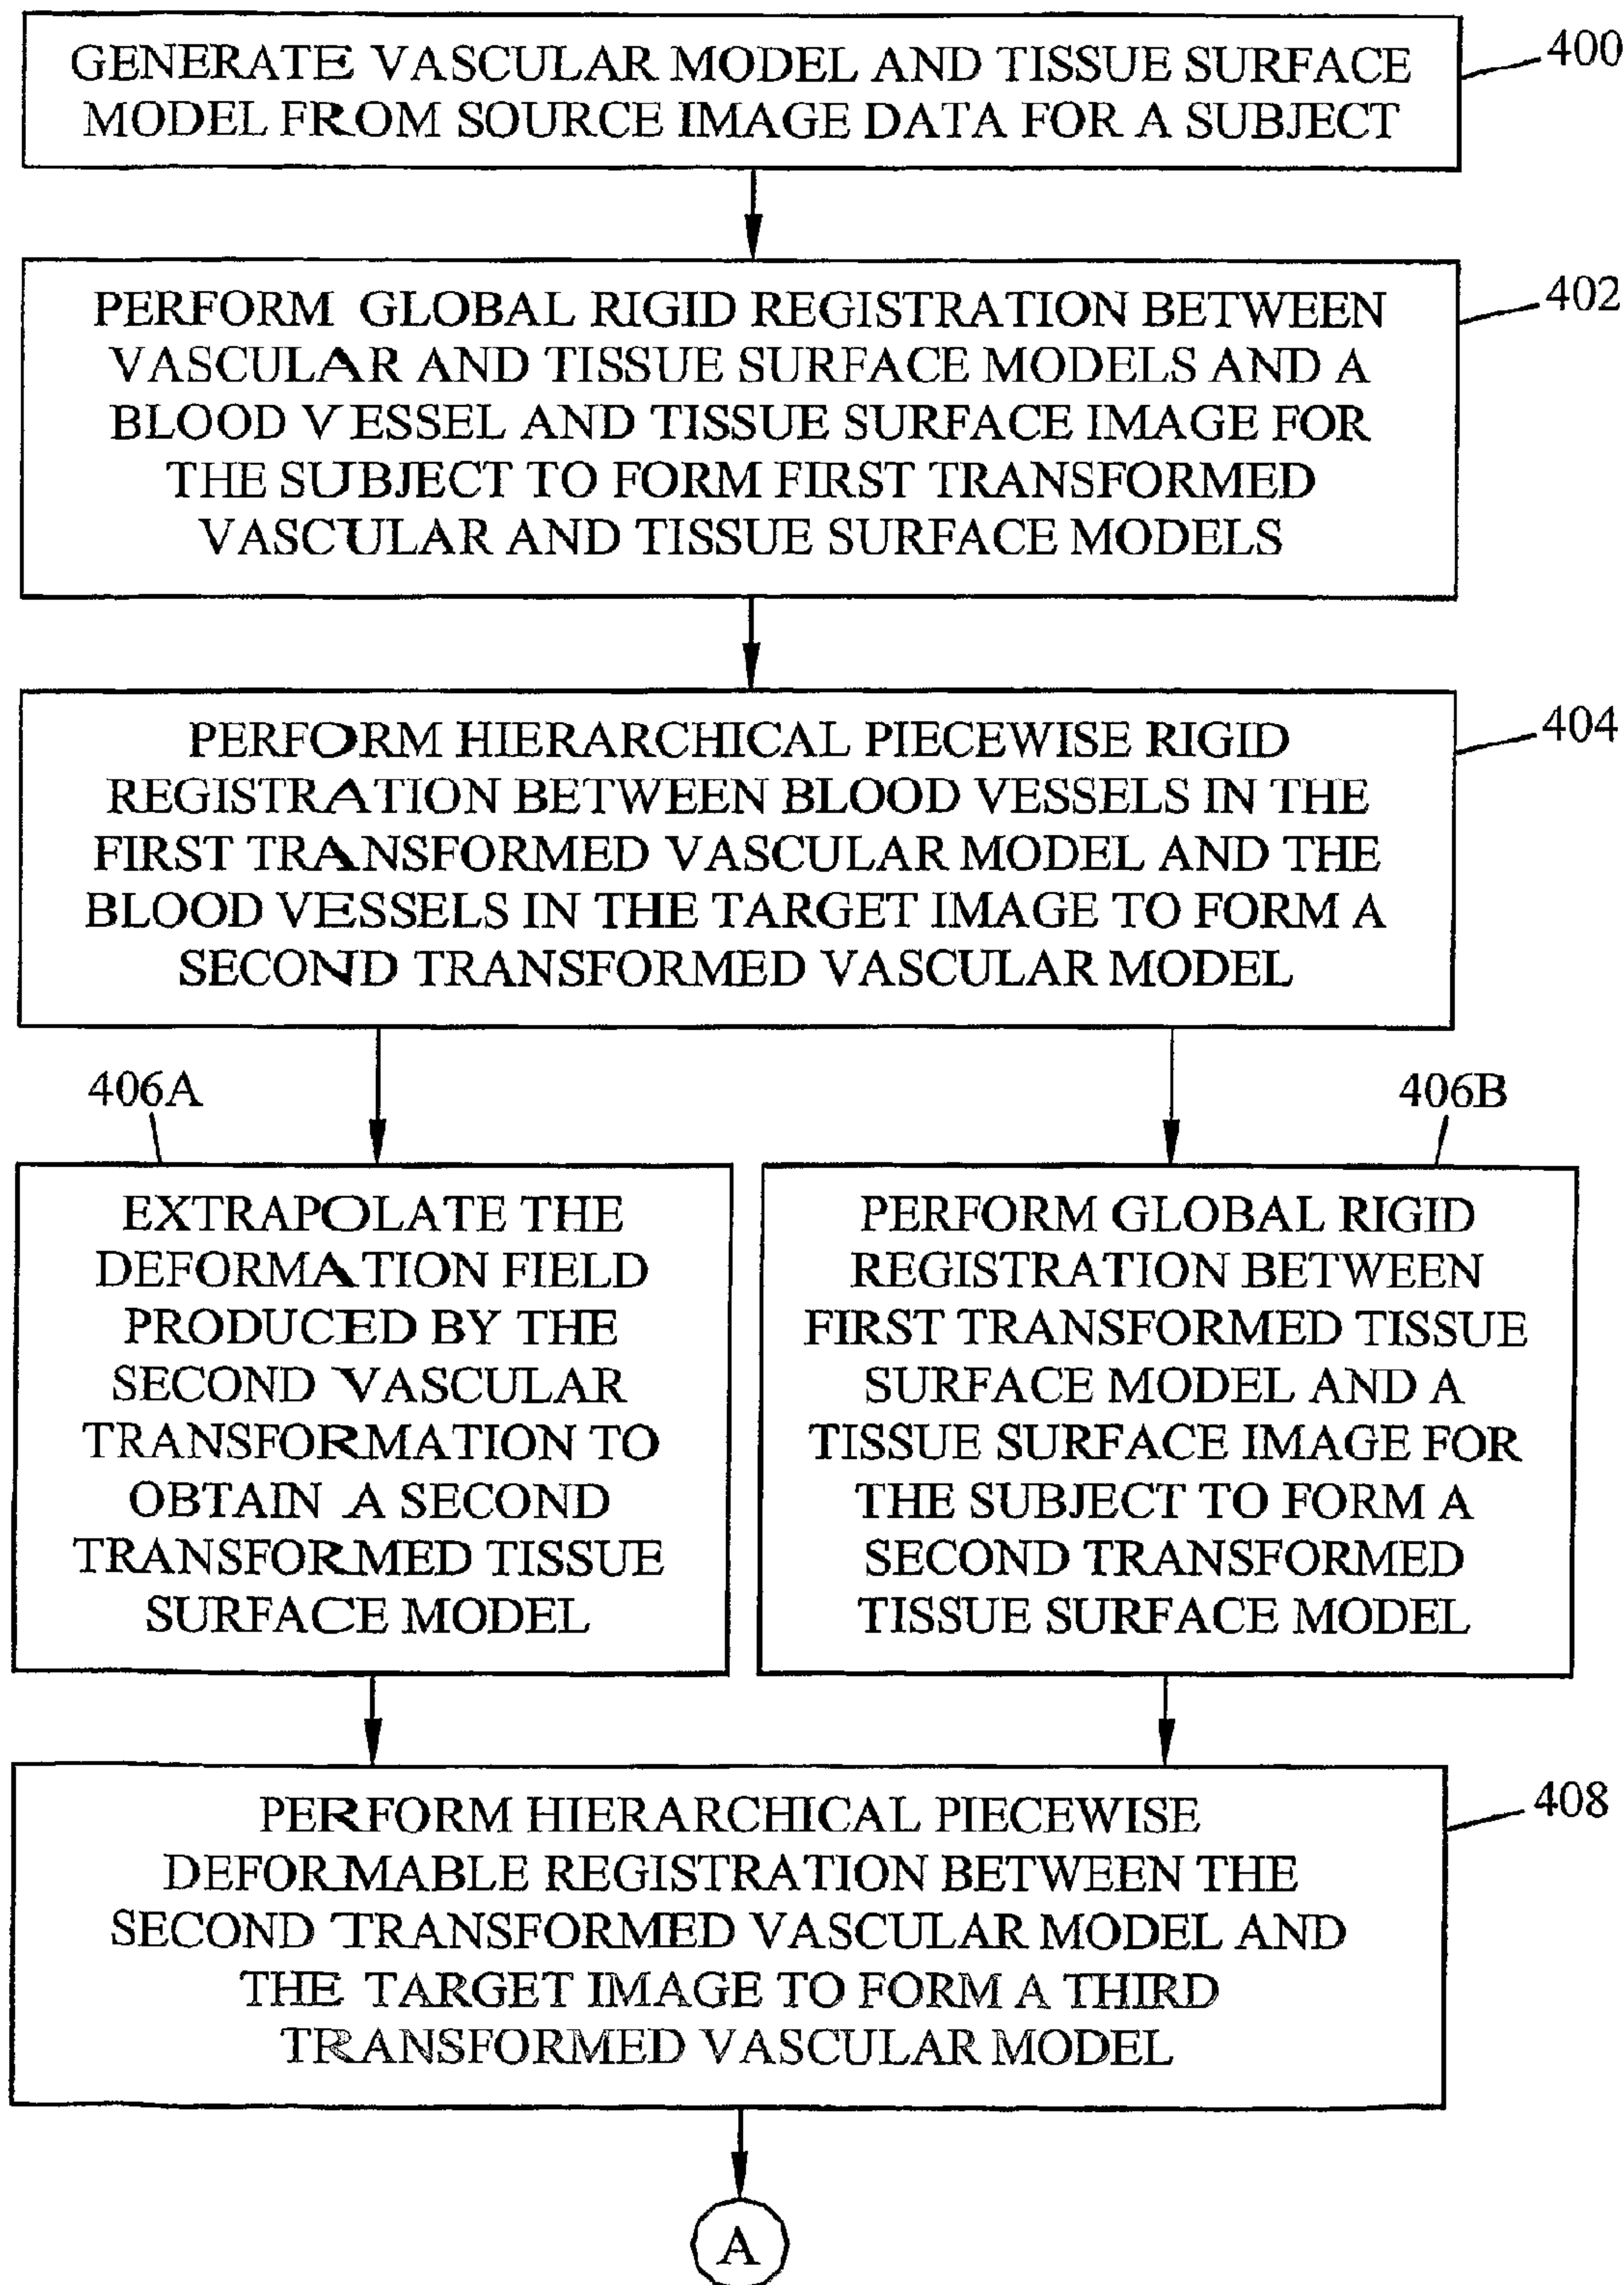 GENERATE VASCULAR MODEL AND TISSUE SURFACE
MODEL FROM SOURCE IMAGE DATA FOR A SUBJECT
400
PERFORM GLOBAL RIGID REGISTRATION BETWEEN
VASCULAR AND TISSUE SURFACE MODELS AND A
BLOOD VESSEL AND TISSUE SURFACE IMAGE FOR
THE SUBJECT TO FORM FIRST TRANSFORMED
VASCULAR AND TISSUE SURFACE MODELS
402
PERFORM HIERARCHICAL PIECEWISE RIGID
REGISTRATION BETWEEN BLOOD VESSELS IN THE
FIRST TRANSFORMED VASCULAR MODEL AND THE
BLOOD VESSELS IN THE TARGET IMAGE TO FORM A
SECOND TRANSFORMED VASCULAR MODEL
404
406A
EXTRAPOLATE THE
DEFORMATION FIELD
PRODUCED BY THE
SECOND VASCULAR
TRANSFORMATION TO
OBTAIN A SECOND
TRANSFORMED TISSUE
SURFACE MODEL
406B
PERFORM GLOBAL RIGID
REGISTRATION BETWEEN
FIRST TRANSFORMED TISSUE
SURFACE MODEL AND A
TISSUE SURFACE IMAGE FOR
THE SUBJECT TO FORM A
SECOND TRANSFORMED
TISSUE SURFACE MODEL
PERFORM HIERARCHICAL PIECEWISE
DEFORMABLE REGISTRATION BETWEEN THE
SECOND TRANSFORMED VASCULAR MODEL AND
THE TARGET IMAGE TO FORM A THIRD
TRANSFORMED VASCULAR MODEL
408
A